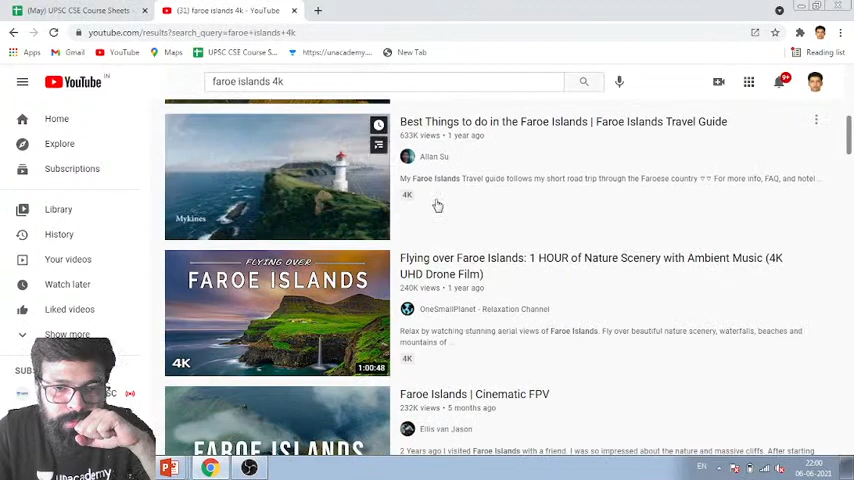 (May) UPSC CSE Course Sheets -
(31) faroe islands 4k - YouTube
youtube.com/results?search_query=faroe+islands+4k
Apps
Gmail
YouTube
Maps
UPSC CSE Course S...
https://unacademy....
New Tab
Reading list
YouTube IN
faroe islands 4k
9+
Home
Explore
Subscriptions
Library
History
Your videos
Watch later
Liked videos
Show more
Mykines
Best Things to do in the Faroe Islands | Faroe Islands Travel Guide
633K views • 1 year ago
Allan Su
My Faroe Islands Travel guide follows my short road trip through the Faroese country ▿▿ For more info, FAQ, and hotel ...
4K
FLYING OVER
FAROE ISLANDS
4K
1:00:48
Flying over Faroe Islands: 1 HOUR of Nature Scenery with Ambient Music (4K
UHD Drone Film)
240K views • 1 year ago
OneSmallPlanet - Relaxation Channel
Relax by watching stunning aerial views of Faroe Islands. Fly over beautiful nature scenery, waterfalls, beaches and
mountains of ...
4K
FAROE ISLANDS
Faroe Islands | Cinematic FPV
232K views • 5 months ago
Ellis van Jason
2 Years ago I visited Faroe Islands with a friend. I was so impressed about the nature and massive cliffs. After starting
unacademy
EN
22:00
06-06-2021